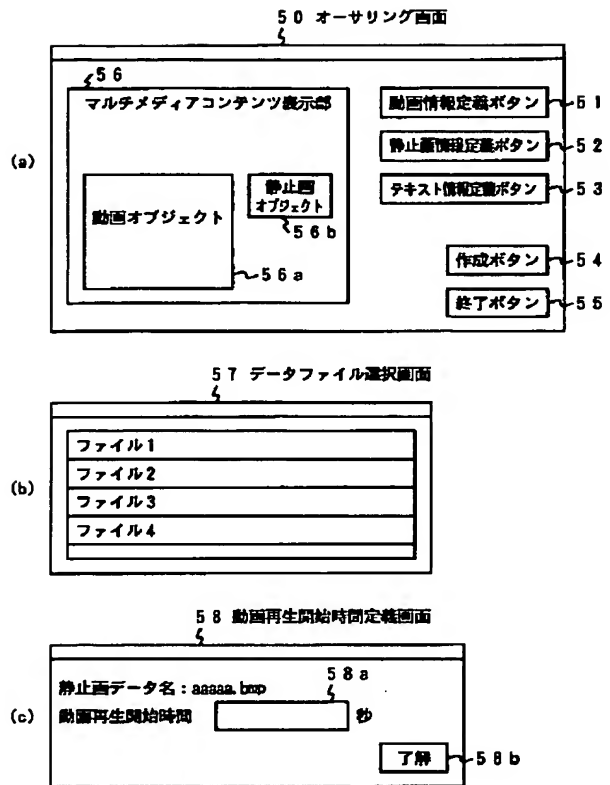 50 オーサリング画面
56
マルチメディアコンテンツ表示部
動画情報定義ボタン 51
静止画情報定義ボタン 52
(a)
静止画
オブジェクト
テキスト情報定義ボタン 53
動画オブジェクト
56b
作成ボタン 54
56a
終了ボタン 55
57 データファイル選択画面
ファイル1
ファイル2
(b)
ファイル3
ファイル4
58 動画再生開始時間定義画面
58a
静止画データ名:aaaaa.bmp
(c) 動画再生開始時間 秒
了解 58b